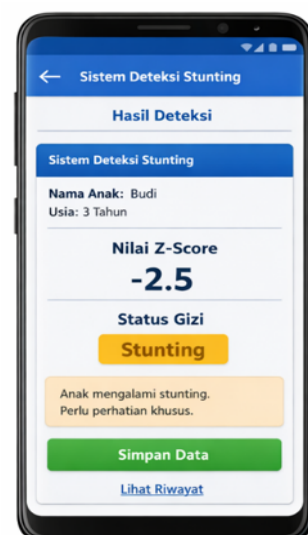 Sistem Deteksi Stunting
Hasil Deteksi
Sistem Deteksi Stunting
Nama Anak: Budi
Usia: 3 Tahun
Nilai Z-Score
-2.5
Status Gizi
Stunting
Anak mengalami stunting.
Perlu perhatian khusus.
Simpan Data
Lihat Riwayat